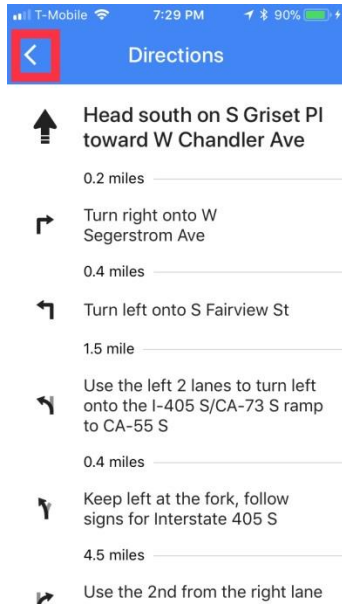 T-Mobile 7:29 PM 90%
Directions
Head south on S Griset Pl
toward W Chandler Ave
0.2 miles
Turn right onto W
Segerstrom Ave
0.4 miles
Turn left onto S Fairview St
1.5 mile
Use the left 2 lanes to turn left
onto the I-405 S/CA-73 S ramp
to CA-55 S
0.4 miles
Keep left at the fork, follow
signs for Interstate 405 S
4.5 miles
Use the 2nd from the right lane